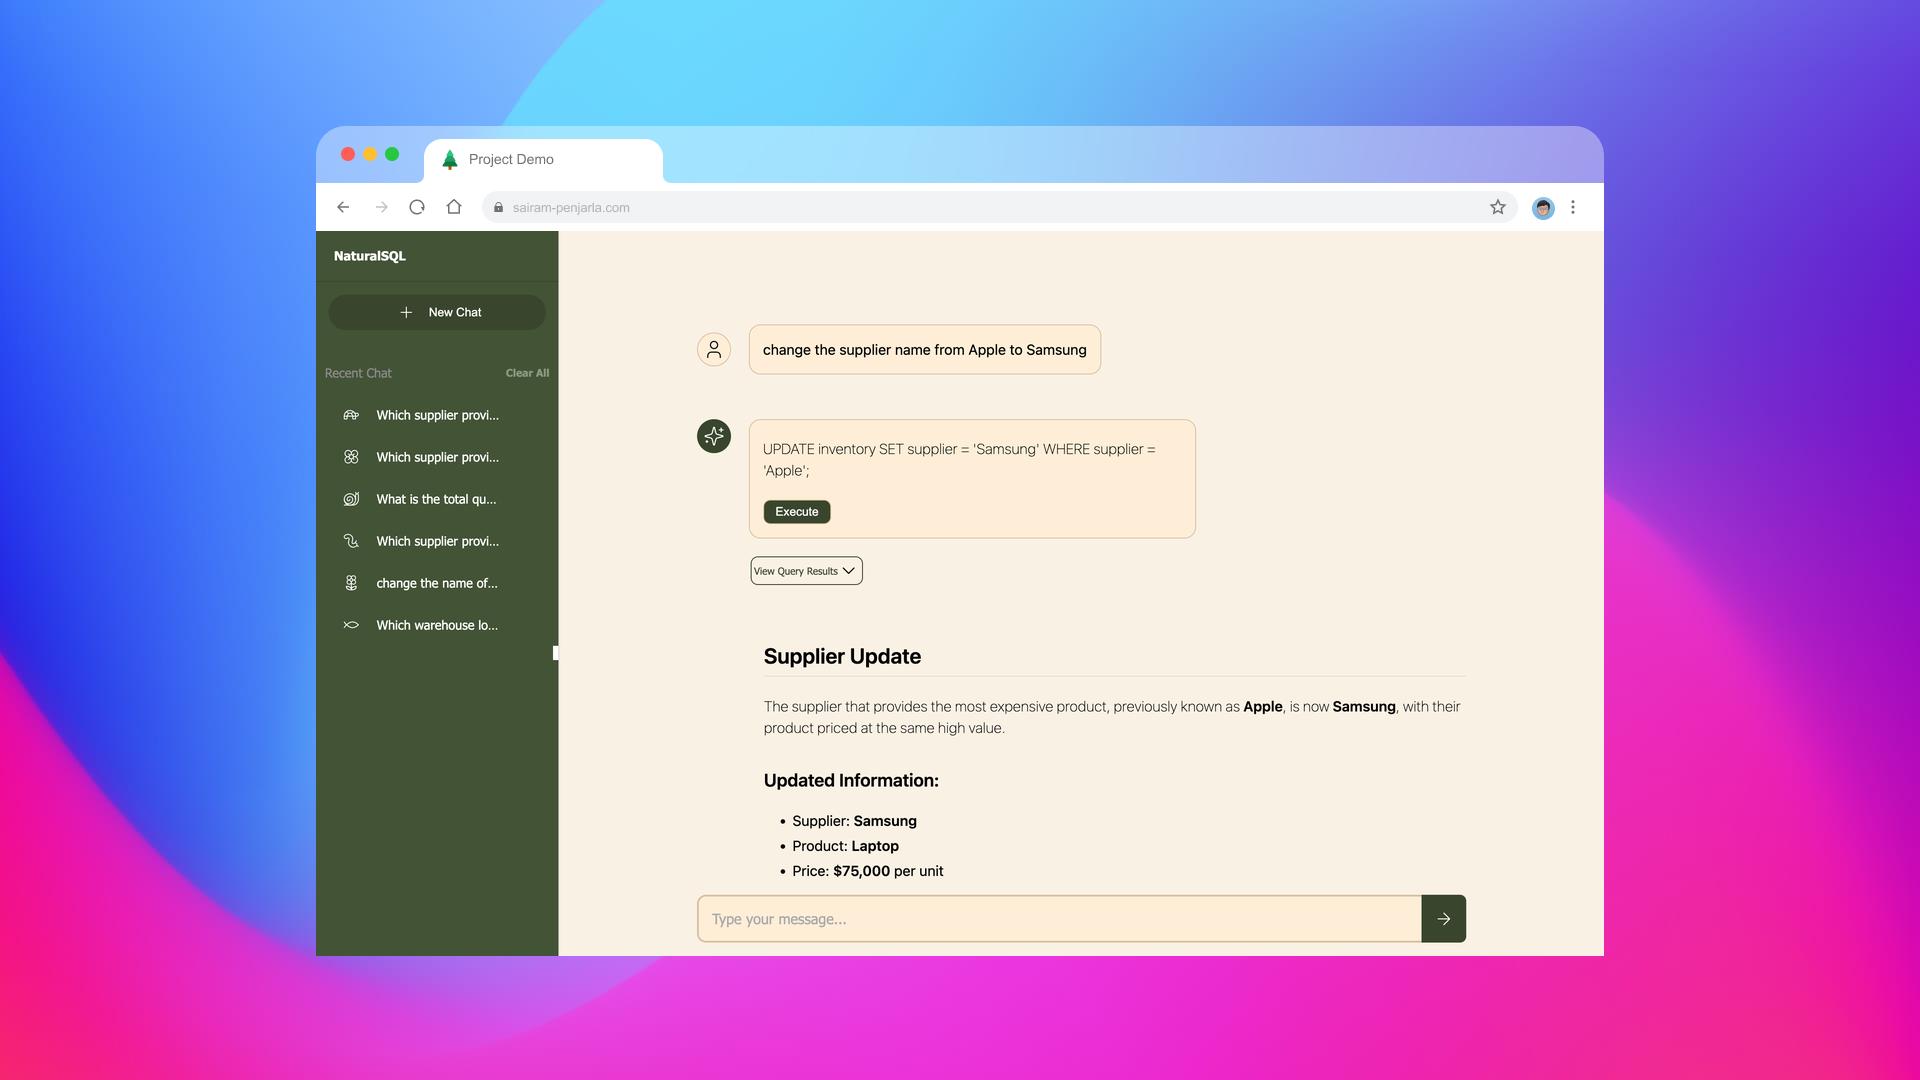 Project Demo
sairam-penjarla.com
NaturalSQL
New Chat
Recent Chat
Clear All
Which supplier provi...
Which supplier provi...
What is the total qu...
Which supplier provi...
change the name of...
Which warehouse lo...
change the supplier name from Apple to Samsung
UPDATE inventory SET supplier = 'Samsung' WHERE supplier =
'Apple';
Execute
View Query Results
Supplier Update
The supplier that provides the most expensive product, previously known as Apple, is now Samsung, with their
product priced at the same high value.
Updated Information:
• Supplier: Samsung
• Product: Laptop
• Price: $75,000 per unit
Type your message...